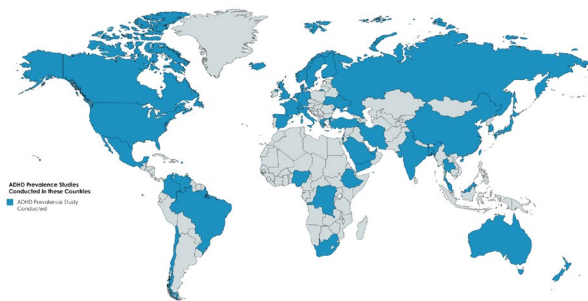 ADHD Prevalence Studies
Conducted in these Countries
ADHD Prevalence Study
Conducted